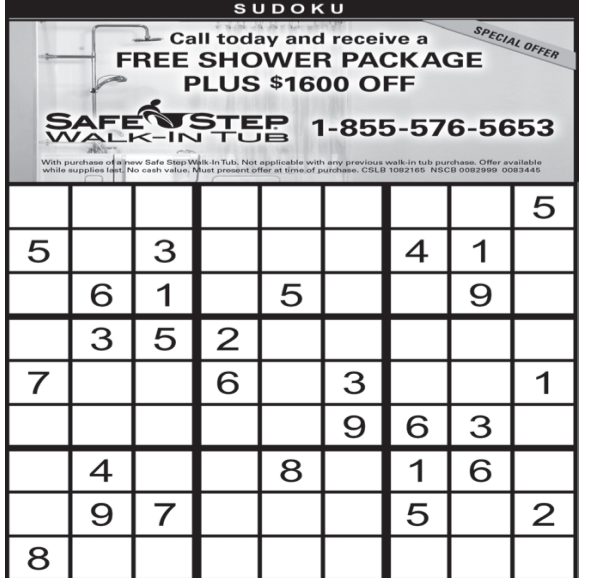 SUDOKU
SPECIAL OFFER
Call today and receive a
FREE SHOWER PACKAGE
PLUS $1600 OFF
SAFE STEP
WALK-IN TUB
1-855-576-5653
With purchase of a new Safe Step Walk-In Tub. Not applicable with any previous walk-in tub purchase. Offer available
while supplies last. No cash value. Must present offer at time of purchase. CSLB 1082165 NSCB 0082999 0083445
5
5 3 4 1
6 1 5 9
3 5 2
7 6 3 1
9 6 3
4 8 1 6
9 7 5 2
8